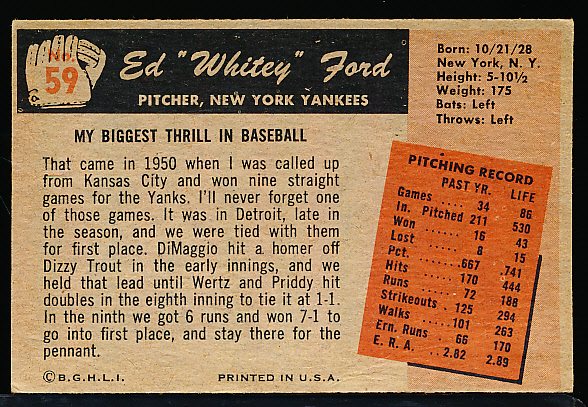 No.
59
Ed "Whitey" Ford
PITCHER, NEW YORK YANKEES
Born: 10/21/28
New York, N. Y.
Height: 5-10½
Weight: 175
Bats: Left
Throws: Left
MY BIGGEST THRILL IN BASEBALL
That came in 1950 when I was called up
from Kansas City and won nine straight
games for the Yanks. I'll never forget one
of those games. It was in Detroit, late in
the season, and we were tied with them
for first place. DiMaggio hit a homer off
Dizzy Trout in the early innings, and we
held that lead until Wertz and Priddy hit
doubles in the eighth inning to tie it at 1-1.
In the ninth we got 6 runs and won 7-1 to
go into first place, and stay there for the
pennant.
PITCHING RECORD
PAST YR. LIFE
Games . . 34 86
In. Pitched 211 530
Won . . . 16 43
Lost . . . 8 15
Pct. . . .667 .741
Hits . . . 170 444
Runs . . . 72 188
Strikeouts . 125 294
Walks . . . 101 263
Ern. Runs . 66 170
E. R. A. . . 2.82 2.89
© B.G.H.L.I. PRINTED IN U.S.A.